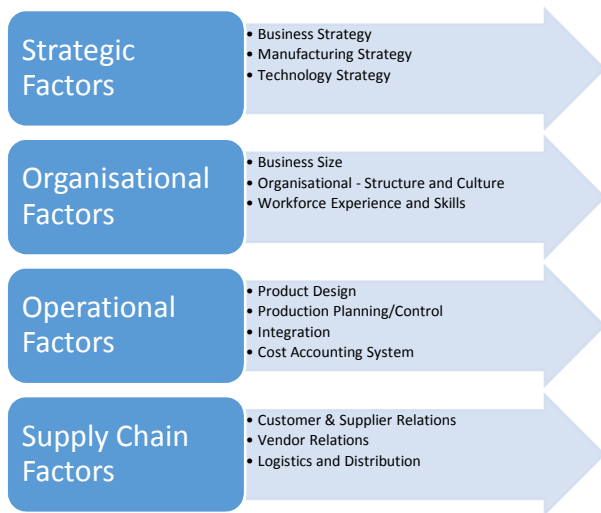 Strategic
Factors
• Business Strategy
• Manufacturing Strategy
• Technology Strategy
Organisational
Factors
• Business Size
• Organisational - Structure and Culture
• Workforce Experience and Skills
Operational
Factors
• Product Design
• Production Planning/Control
• Integration
• Cost Accounting System
Supply Chain
Factors
• Customer & Supplier Relations
• Vendor Relations
• Logistics and Distribution